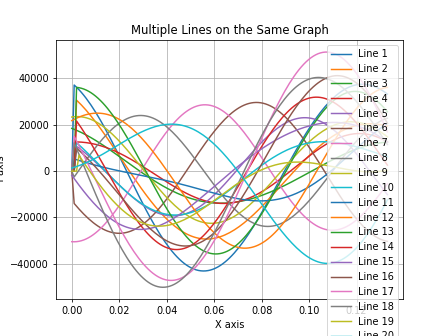 Multiple Lines on the Same Graph
40000
20000
0
−20000
−40000
0.00
0.02
0.04
0.06
0.08
0.10
X axis
Line 1
Line 2
Line 3
Line 4
Line 5
Line 6
Line 7
Line 8
Line 9
Line 10
Line 11
Line 12
Line 13
Line 14
Line 15
Line 16
Line 17
Line 18
Line 19
Line 20